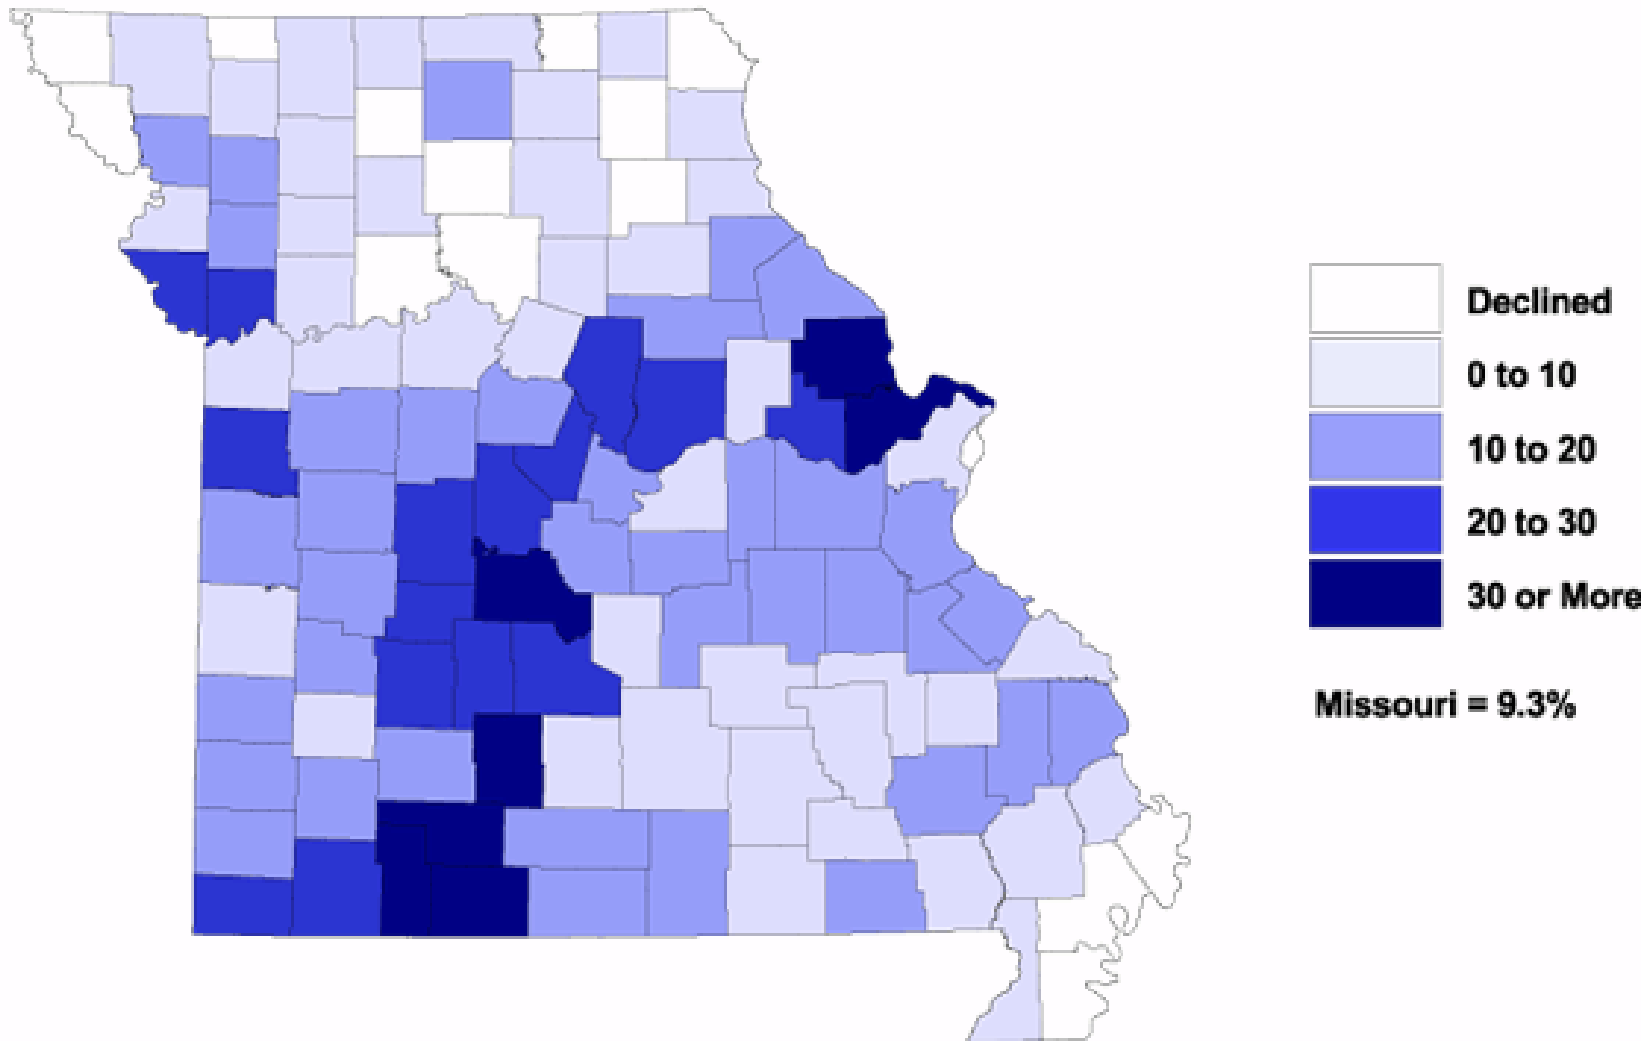 Declined
0 to 10
10 to 20
20 to 30
30 or More
Missouri = 9.3%